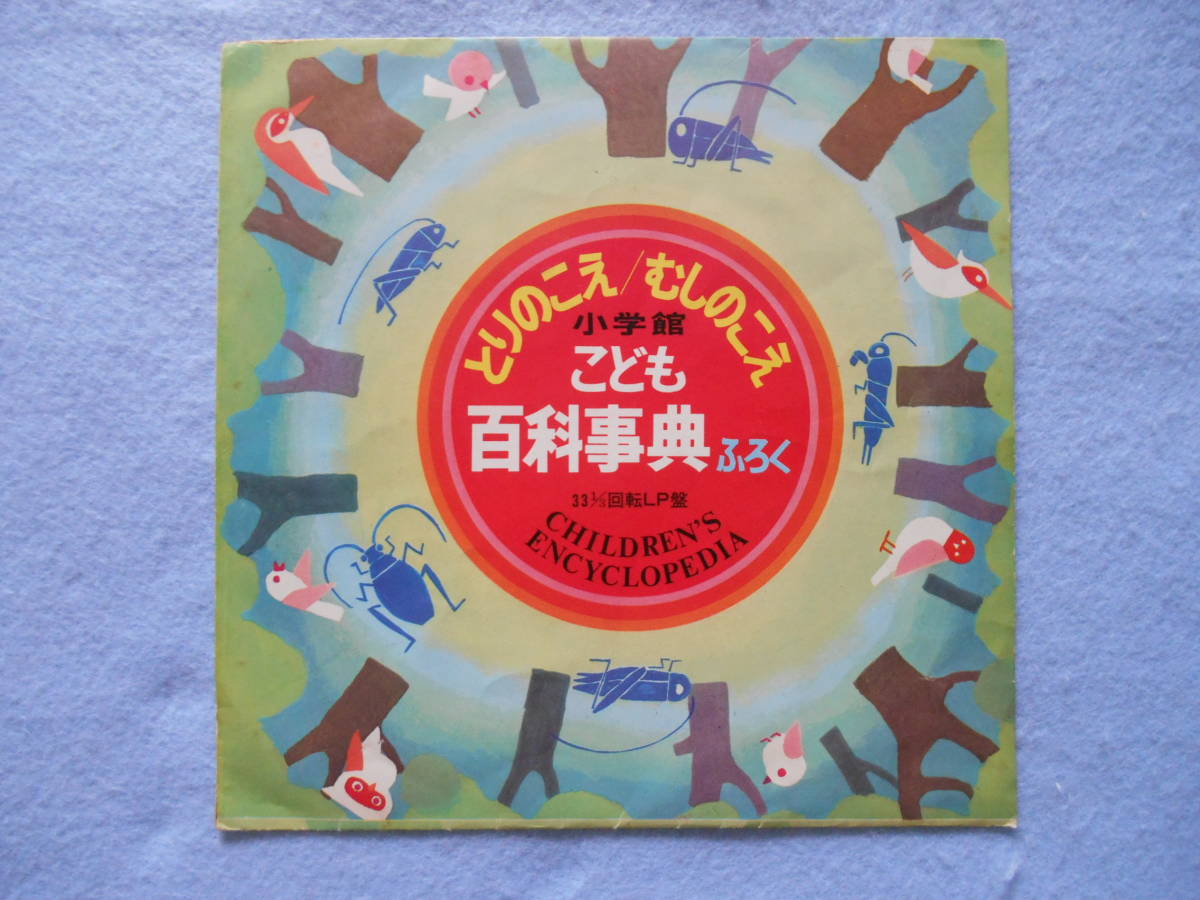 とりのこえ/むしのこえ
小学館
こども
百科事典 ふろく
33⅓回転LP盤
CHILDREN'S
ENCYCLOPEDIA